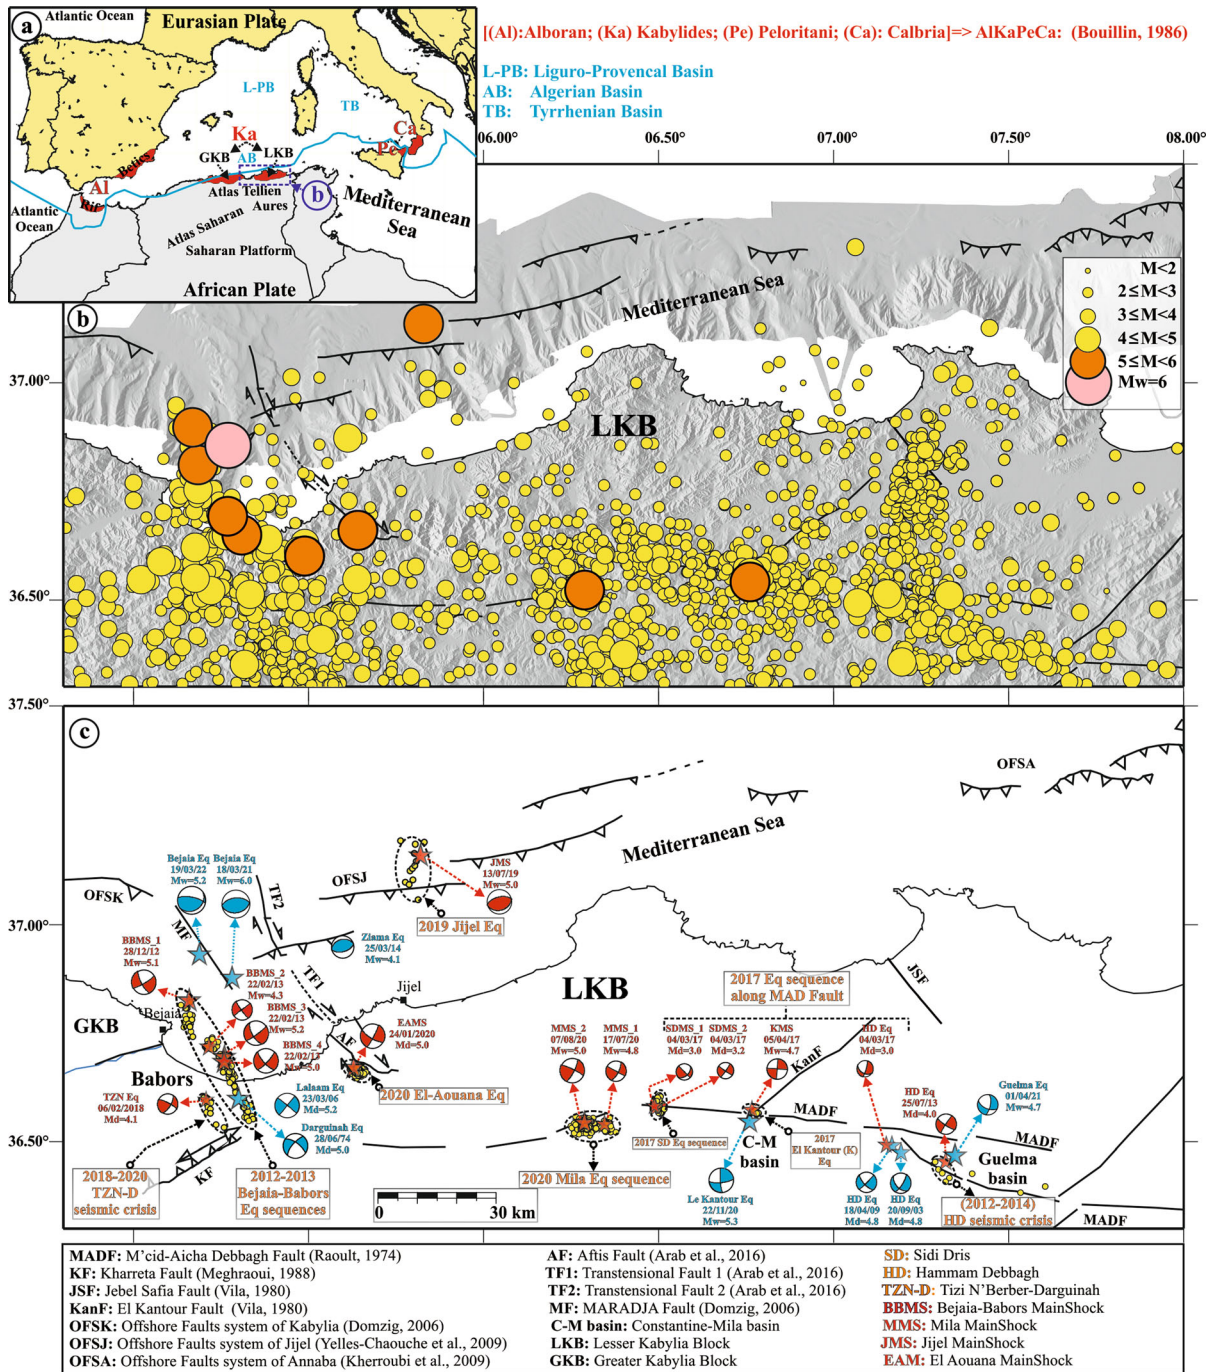 a
Atlantic Ocean
Eurasian Plate
L-PB
TB
Ka
Ca
Pe
GKB
AB
LKB
Betics
Al
Rif
Atlas Tellien
Aures
b
Atlantic
Ocean
Atlas Saharan
Saharan Platform
Mediterranean
Sea
African Plate
[(Al):Alboran; (Ka) Kabylides; (Pe) Peloritani; (Ca): Calbria]=> AlKaPeCa: (Bouillin, 1986)
L-PB: Liguro-Provencal Basin
AB: Algerian Basin
TB: Tyrrhenian Basin
66.00° 66.50° 67.00° 67.50° 68.00°
b
Mediterranean Sea
M<2
2≤M<3
3≤M<4
4≤M<5
5≤M<6
Mw=6
37.00°
LKB
36.50°
37.50°
c
OFSA
Mediterranean Sea
Bejaia Eq
19/03/22
Mw=5.2
Bejaia Eq
18/03/21
Mw=6.0
OFSK
MF
TF2
OFSJ
JMS
13/07/19
Mw=5.0
2019 Jijel Eq
37.00°
BBMS_1
28/12/12
Mw=5.1
Ziama Eq
25/03/14
Mw=4.1
BBMS_2
22/02/13
Mw=4.3
TF1
Jijel
LKB
2017 Eq sequence
along MAD Fault
JSF
GKB
Bejaia
BBMS_3
22/02/13
Mw=5.2
BBMS_4
22/02/13
Mw=5.0
AF
EAMS
24/01/2020
Md=5.0
MMS_2
07/08/20
Mw=5.0
MMS_1
17/07/20
Mw=4.8
SDMS_1
04/03/17
Md=3.0
SDMS_2
04/03/17
Md=3.2
KMS
05/04/17
Mw=4.7
KanF
HD Eq
04/03/17
Md=3.0
Babors
TZN Eq
06/02/2018
Md=4.1
Lalaam Eq
23/03/06
Md=5.2
2020 El-Aouana Eq
HD Eq
25/07/13
Md=4.0
Guelma Eq
01/04/21
Mw=4.7
Darguinah Eq
28/06/74
Md=5.0
36.50°
MADF
MADF
2017 SD Eq sequence
C-M
basin
2017
El Kantour (K)
Eq
Guelma
basin
KF
2018-2020
TZN-D
seismic crisis
2012-2013
Bejaia-Babors
Eq sequences
2020 Mila Eq sequence
Le Kantour Eq
22/11/20
Mw=5.3
HD Eq
18/04/09
Md=4.8
HD Eq
20/09/03
Md=4.8
(2012-2014)
HD seismic crisis
MADF
0 30 km
MADF: M'cid-Aicha Debbagh Fault (Raoult, 1974)
KF: Kharreta Fault (Meghraoui, 1988)
JSF: Jebel Safia Fault (Vila, 1980)
KanF: El Kantour Fault (Vila, 1980)
OFSK: Offshore Faults system of Kabylia (Domzig, 2006)
OFSJ: Offshore Faults system of Jijel (Yelles-Chaouche et al., 2009)
OFSA: Offshore Faults system of Annaba (Kherroubi et al., 2009)
AF: Aftis Fault (Arab et al., 2016)
TF1: Transtensional Fault 1 (Arab et al., 2016)
TF2: Transtensional Fault 2 (Arab et al., 2016)
MF: MARADJA Fault (Domzig, 2006)
C-M basin: Constantine-Mila basin
LKB: Lesser Kabylia Block
GKB: Greater Kabylia Block
SD: Sidi Dris
HD: Hammam Debbagh
TZN-D: Tizi N'Berber-Darguinah
BBMS: Bejaia-Babors MainShock
MMS: Mila MainShock
JMS: Jijel MainShock
EAM: El Aouana MainShock